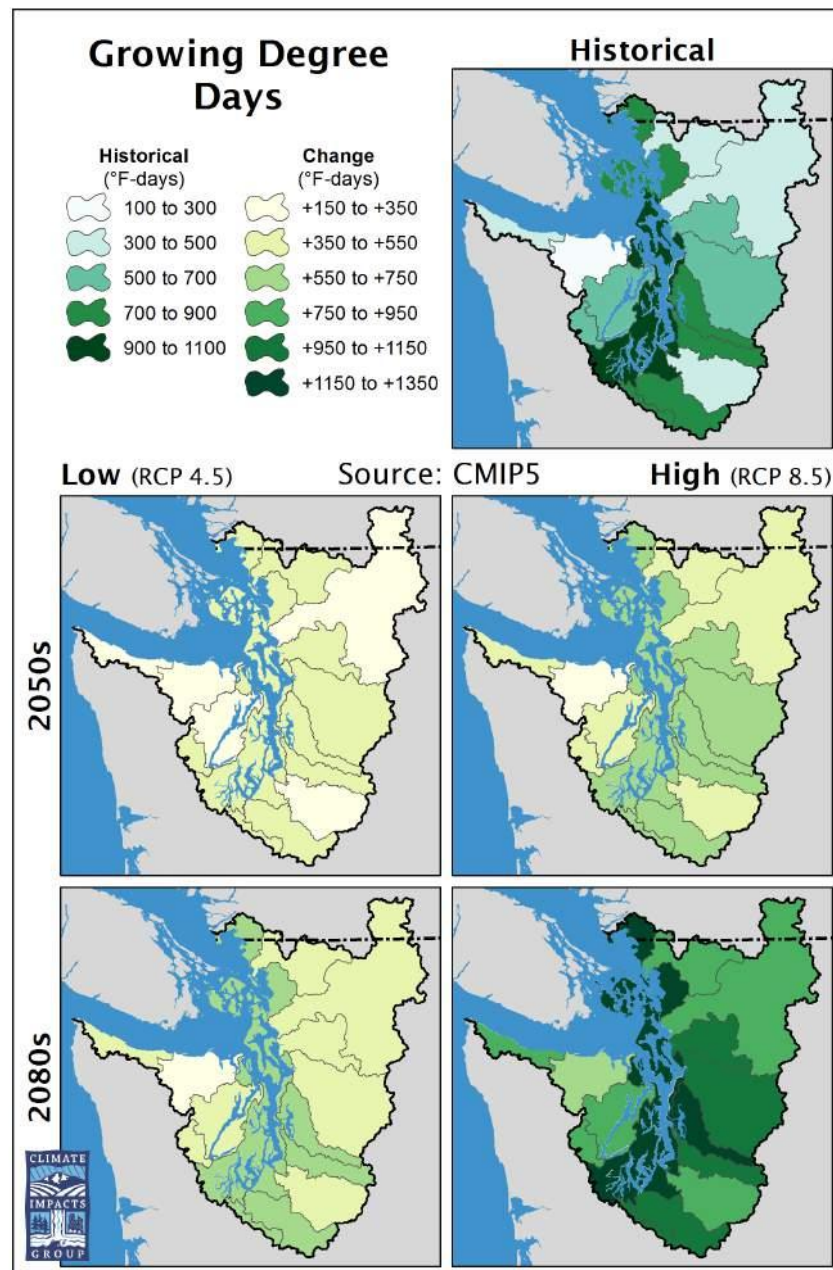 Growing Degree
Days
Historical
Historical
(°F-days)
100 to 300
300 to 500
500 to 700
700 to 900
900 to 1100
Change
(°F-days)
+150 to +350
+350 to +550
+550 to +750
+750 to +950
+950 to +1150
+1150 to +1350
Low (RCP 4.5) Source: CMIP5 High (RCP 8.5)
2050s
2080s
CLIMATE
IMPACTS
GROUP